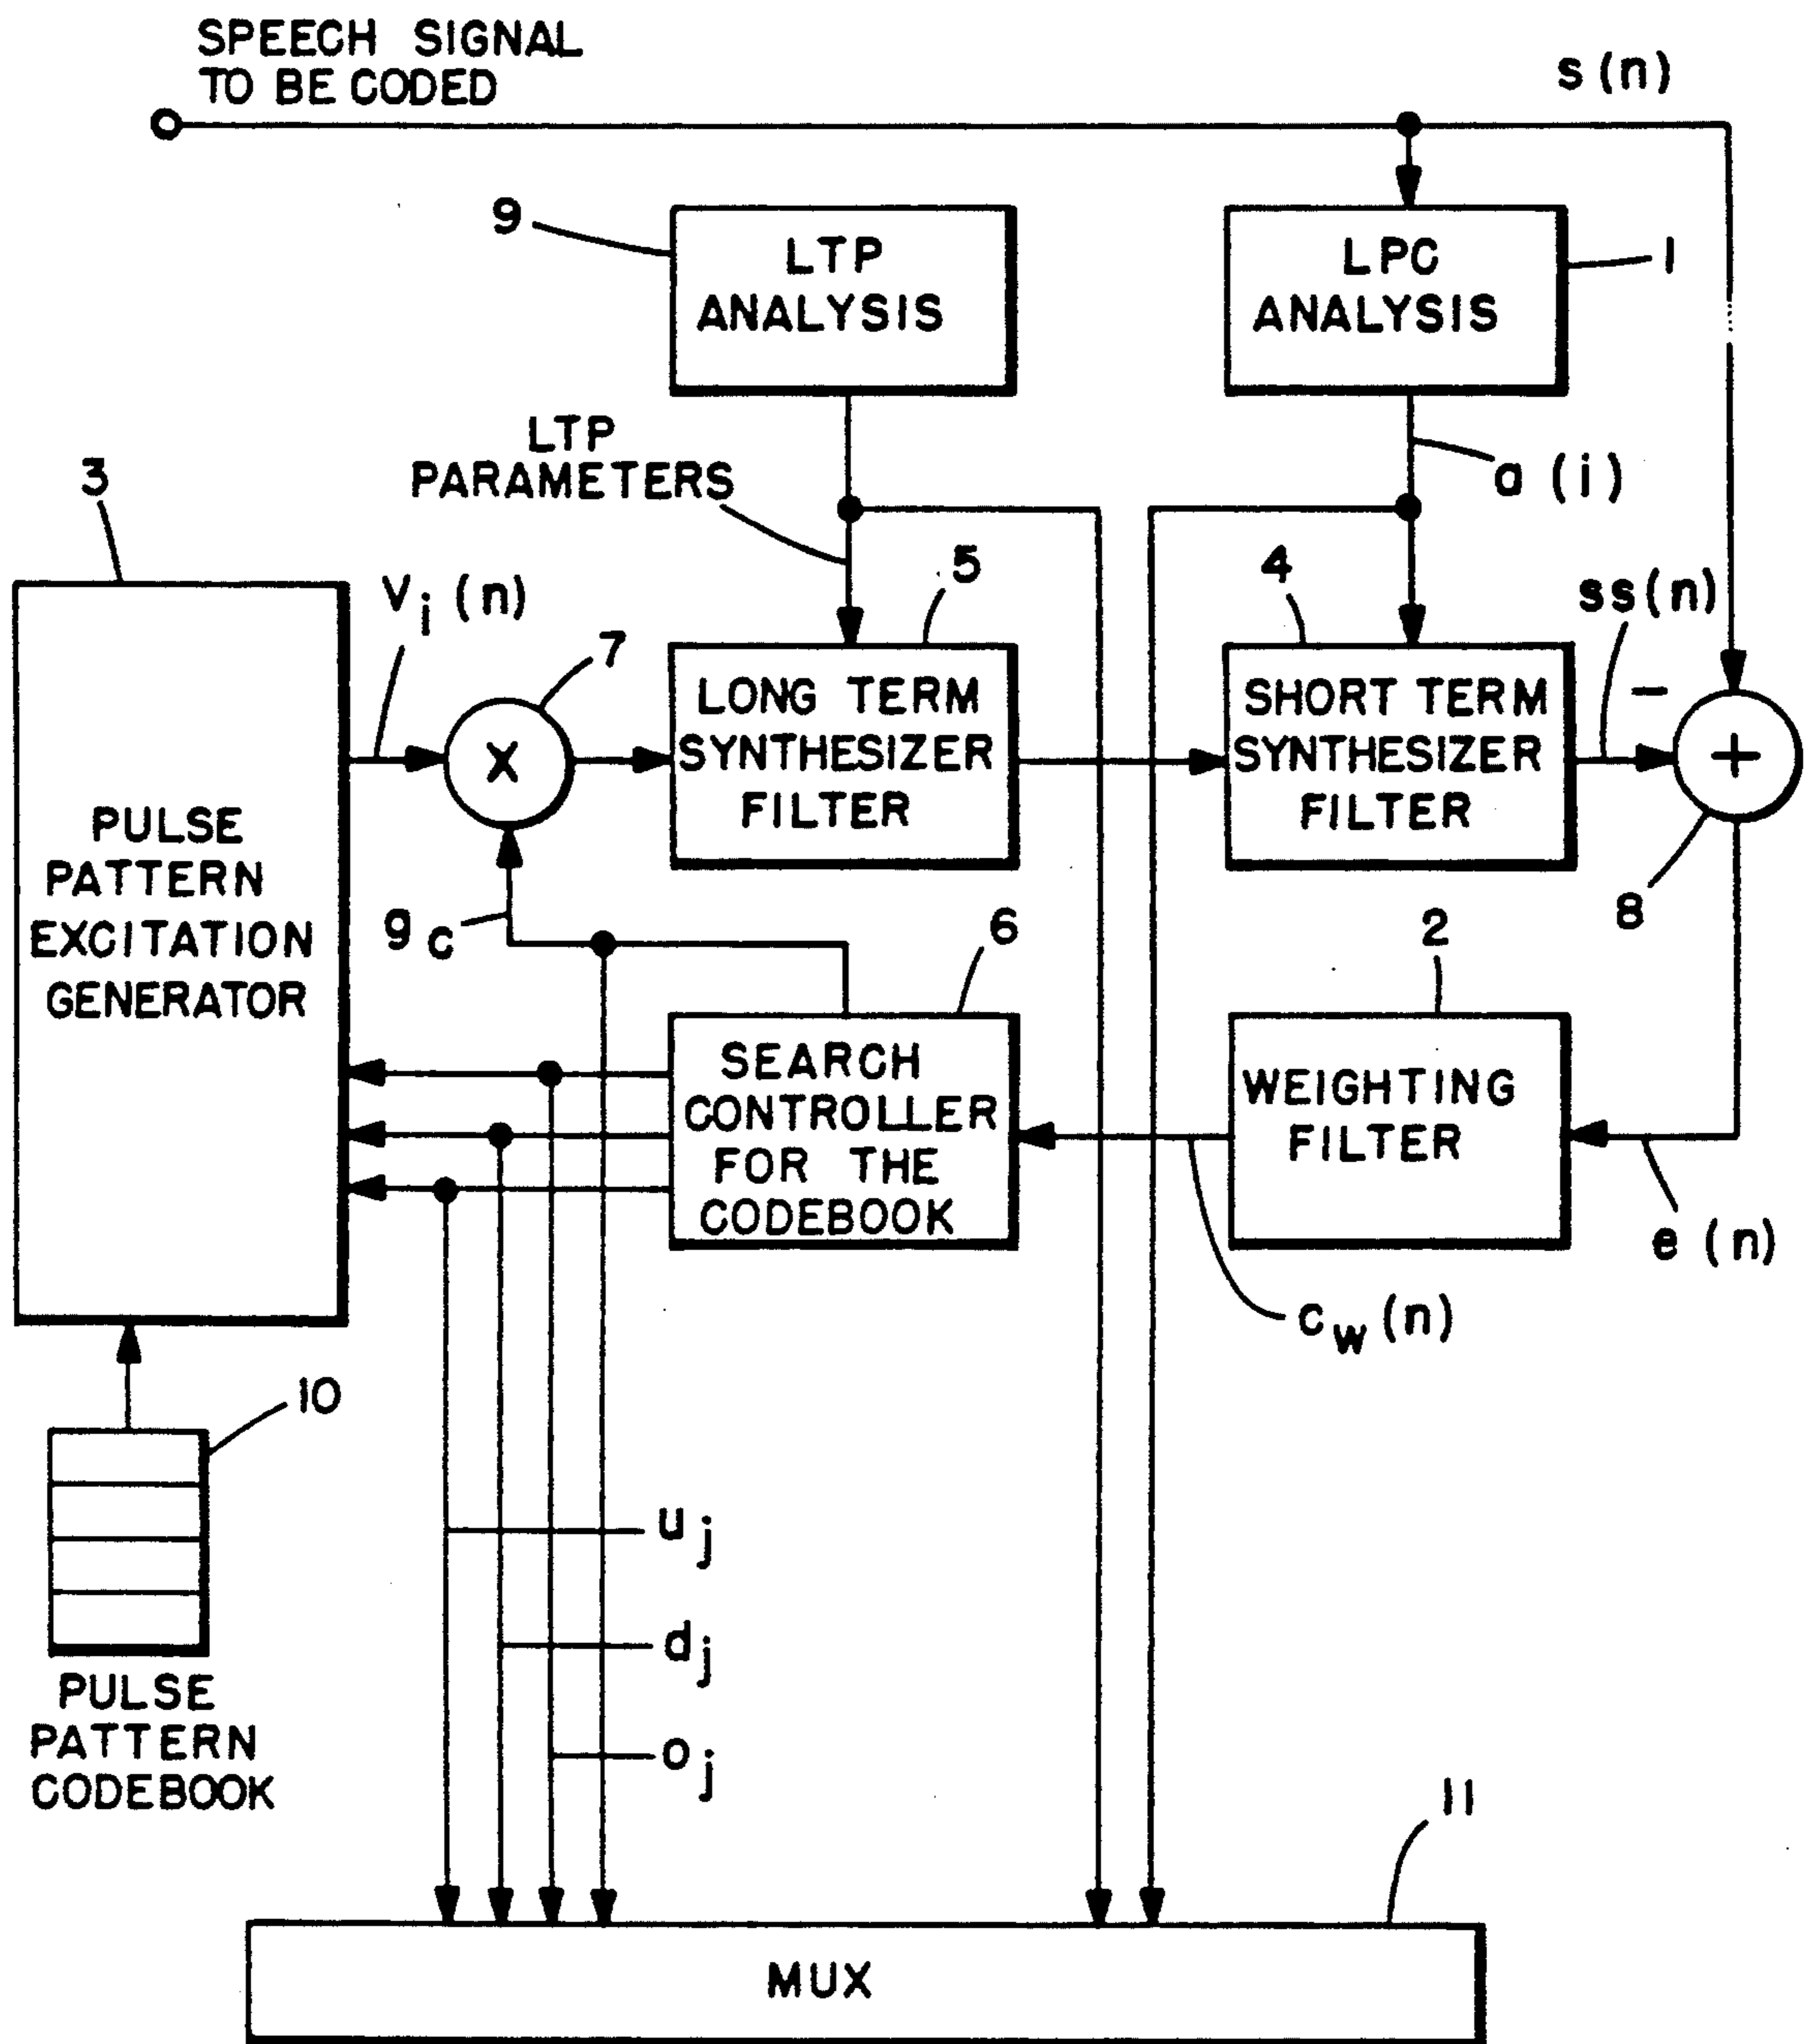 SPEECH SIGNAL
TO BE CODED
s(n)
9
LTP
ANALYSIS
LPC
ANALYSIS
1
LTP
PARAMETERS
a(i)
3
v_i(n)
7
5
4
ss(n)
LONG TERM
SYNTHESIZER
FILTER
SHORT TERM
SYNTHESIZER
FILTER
−
+
X
8
PULSE
PATTERN
EXCITATION
GENERATOR
g_c
6
2
SEARCH
CONTROLLER
FOR THE
CODEBOOK
WEIGHTING
FILTER
e(n)
c_w(n)
10
u_j
d_j
o_j
PULSE
PATTERN
CODEBOOK
11
MUX